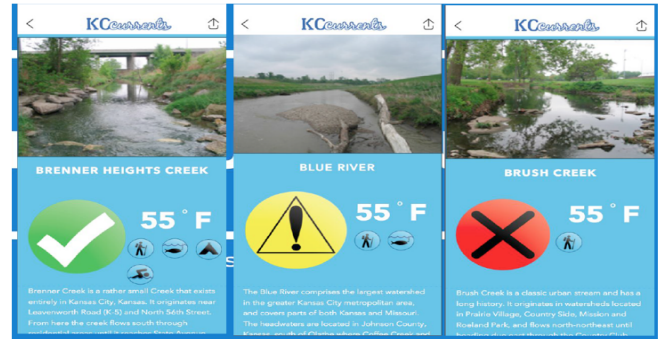 KCcurrents
BRENNER HEIGHTS CREEK
55°F
Brenner Creek is a rather small Creek that exists
entirely in Kansas City, Kansas. It originates near
Leavenworth Road (K-5) and North 56th Street.
From here the creek flows south through
KCcurrents
BLUE RIVER
55°F
The Blue River comprises the largest watershed
in the greater Kansas City metropolitan area,
and covers parts of both Kansas and Missouri.
The headwaters are located in Johnson County,
KCcurrents
BRUSH CREEK
55°F
Brush Creek is a classic urban stream and has a
long history. It originates in watersheds located
in Prairie Village, Country Side, Mission and
Roeland Park, and flows north-northeast until